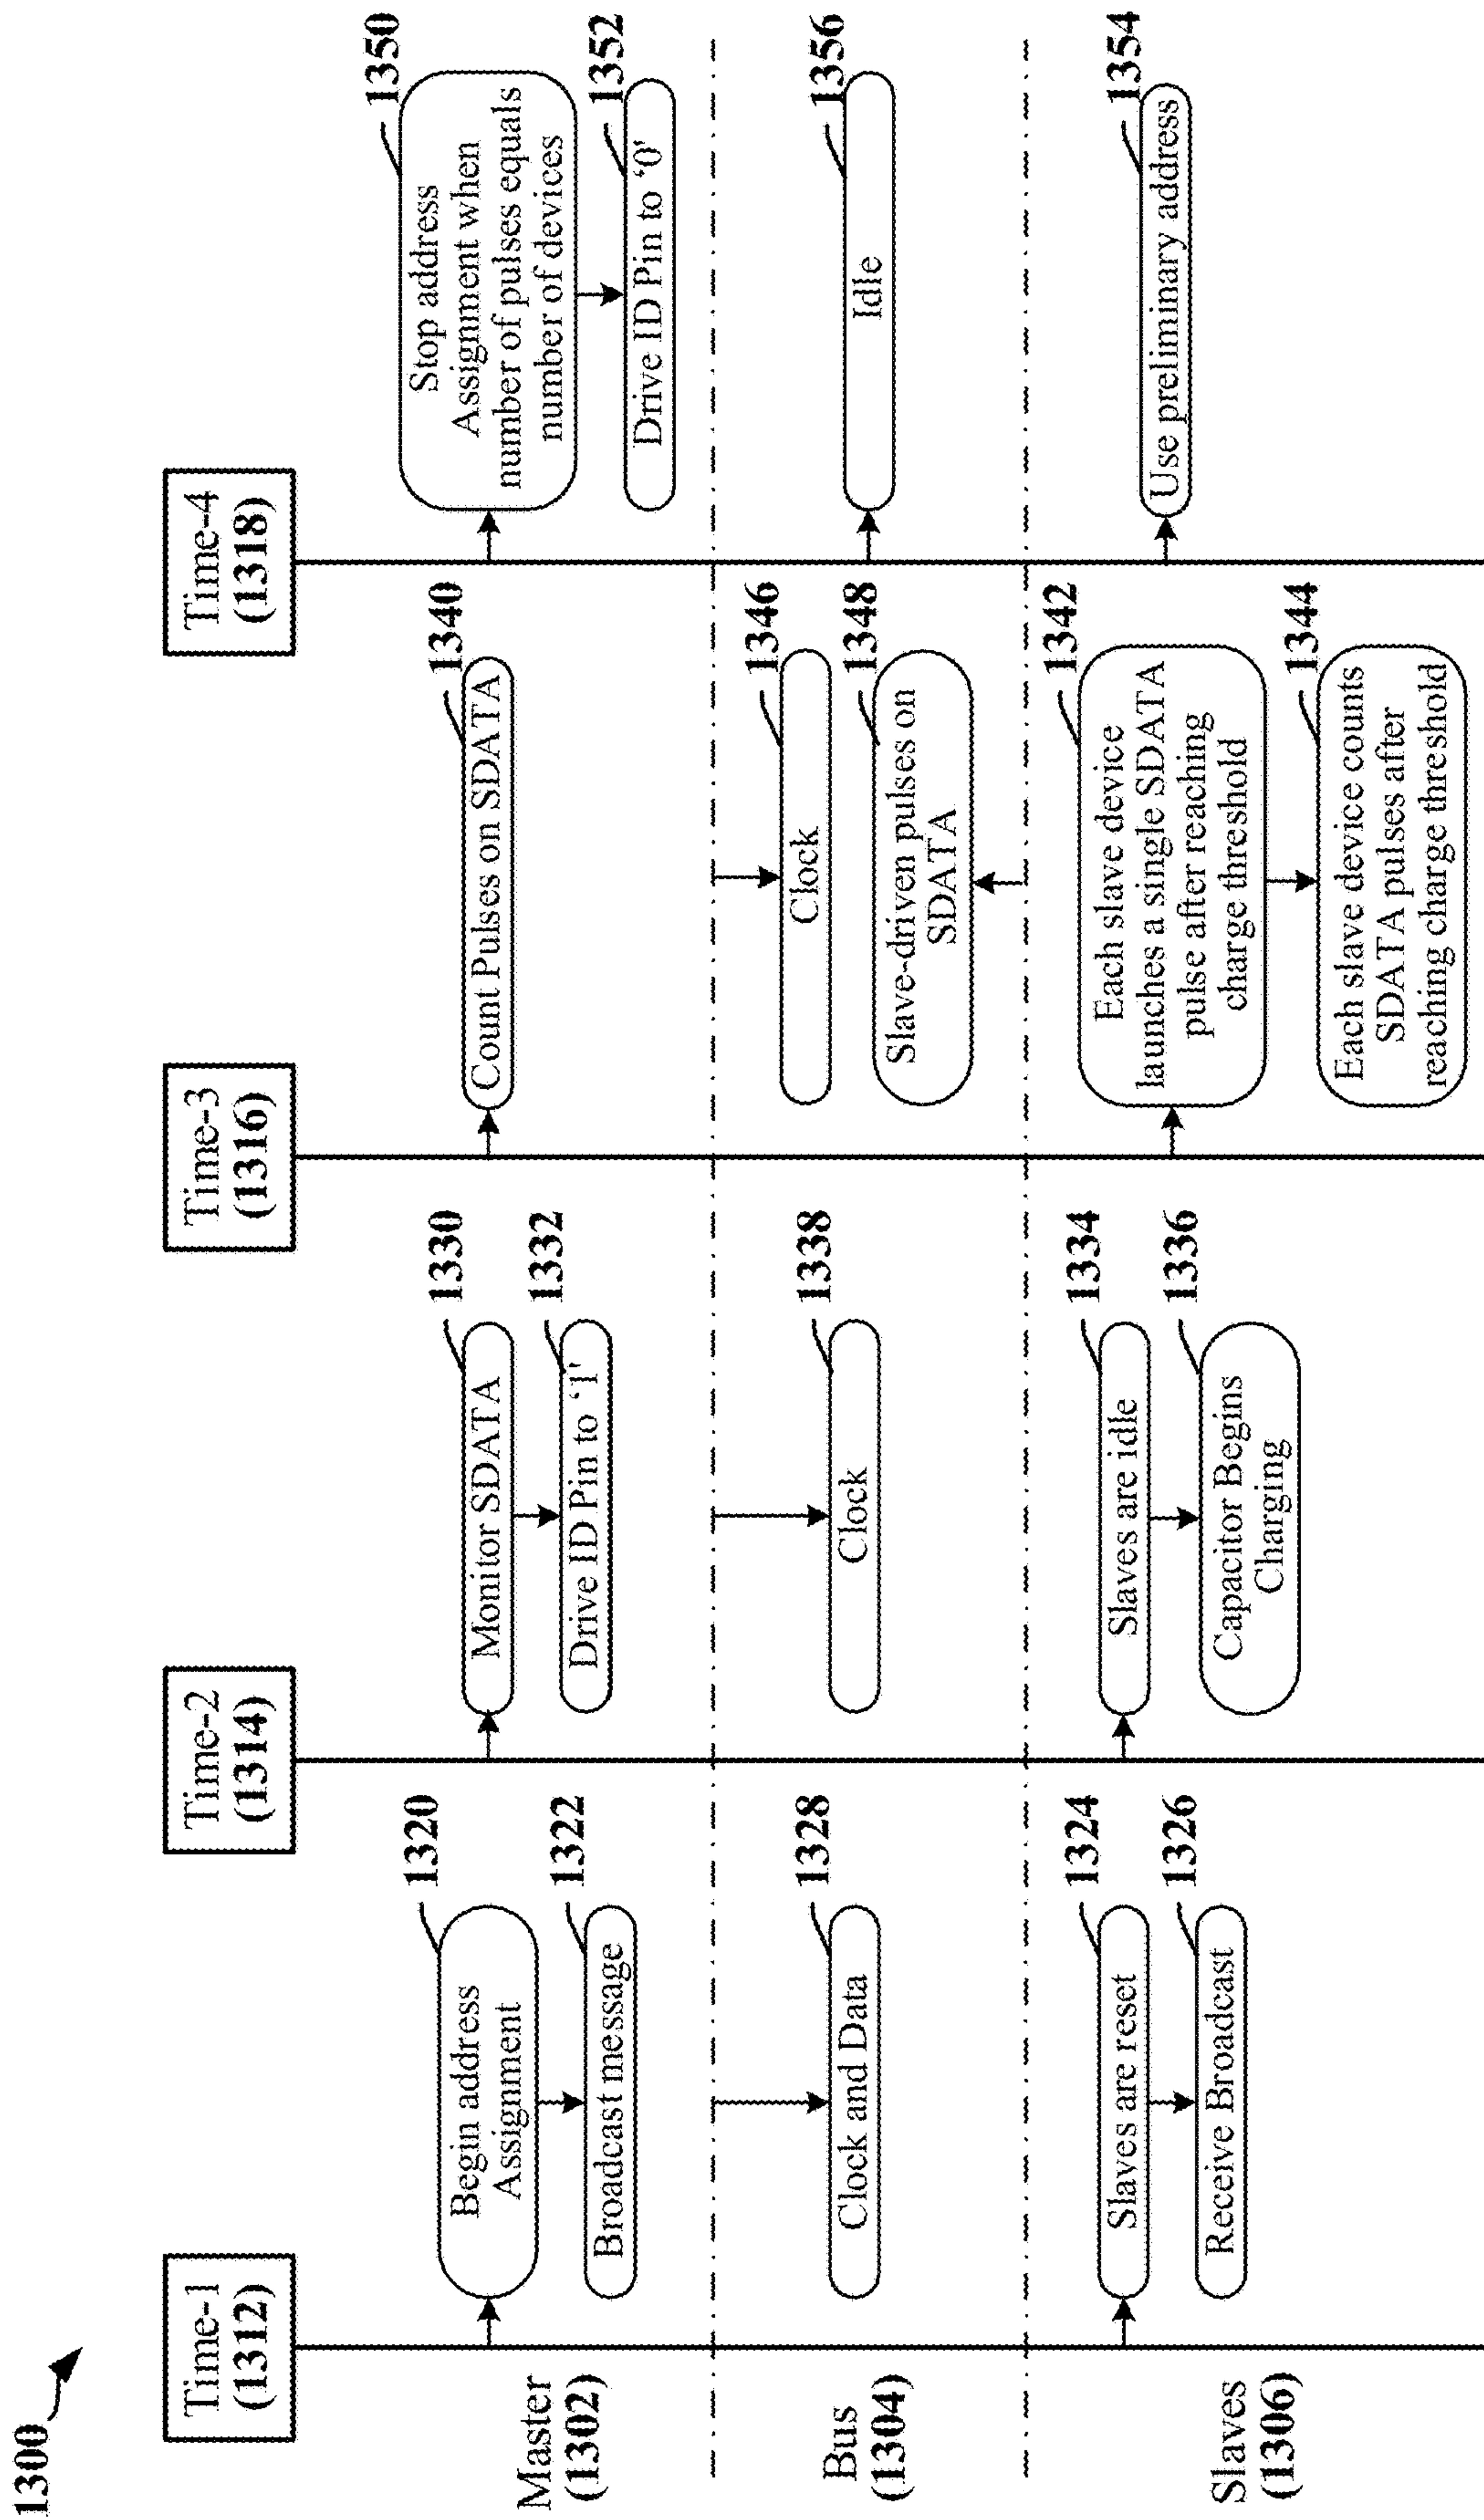 1300
Time-1
(1312)
Time-2
(1314)
Time-3
(1316)
Time-4
(1318)
Master
(1302)
1320
Begin address
Assignment
1322
Broadcast message
1330
Monitor SDATA
1332
Drive ID Pin to ‘1'
1340
Count Pulses on SDATA
1350
Stop address
Assignment when
number of pulses equals
number of devices
1352
Drive ID Pin to ‘0'
Bus
(1304)
1328
Clock and Data
1338
Clock
1346
Clock
1348
Slave-driven pulses on
SDATA
1356
Idle
Slaves
(1306)
1324
Slaves are reset
1326
Receive Broadcast
1334
Slaves are idle
1336
Capacitor Begins
Charging
1342
Each slave device
launches a single SDATA
pulse after reaching
charge threshold
1344
Each slave device counts
SDATA pulses after
reaching charge threshold
1354
Use preliminary address